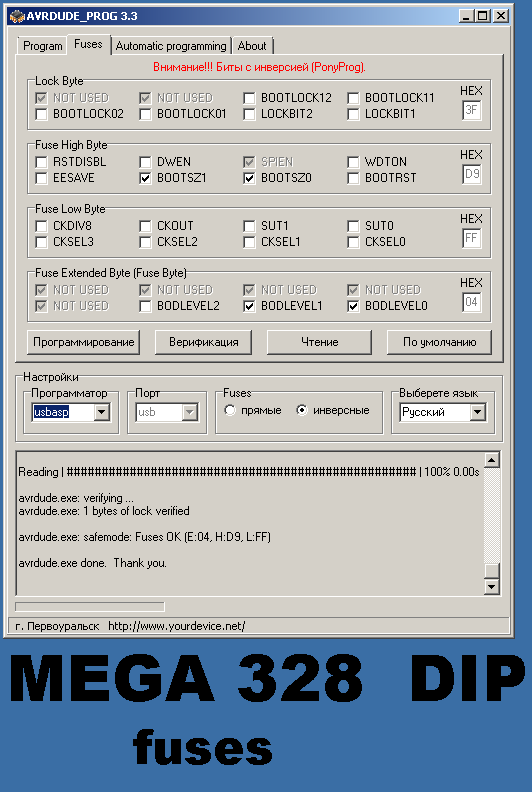 AVRDUDE_PROG 3.3
Program Fuses Automatic programming About
Внимание!!! Биты с инверсией (PonyProg).
Lock Byte
HEX
NOT USED NOT USED BOOTLOCK12 BOOTLOCK11
3F
BOOTLOCK02 BOOTLOCK01 LOCKBIT2 LOCKBIT1
Fuse High Byte
HEX
RSTDISBL DWEN SPIEN WDTON
D9
EESAVE BOOTSZ1 BOOTSZ0 BOOTRST
Fuse Low Byte
HEX
CKDIV8 CKOUT SUT1 SUT0
FF
CKSEL3 CKSEL2 CKSEL1 CKSEL0
Fuse Extended Byte (Fuse Byte)
HEX
NOT USED NOT USED NOT USED NOT USED
04
NOT USED BODLEVEL2 BODLEVEL1 BODLEVEL0
Программирование Верификация Чтение По умолчанию
Настройки
Программатор Порт Fuses Выберете язык
usbasp usb прямые инверсные Русский
Reading | ################################################## | 100% 0.00s
avrdude.exe: verifying ...
avrdude.exe: 1 bytes of lock verified
avrdude.exe: safemode: Fuses OK (E:04, H:D9, L:FF)
avrdude.exe done. Thank you.
г. Первоуральск http://www.yourdevice.net/
MEGA 328 DIP
fuses